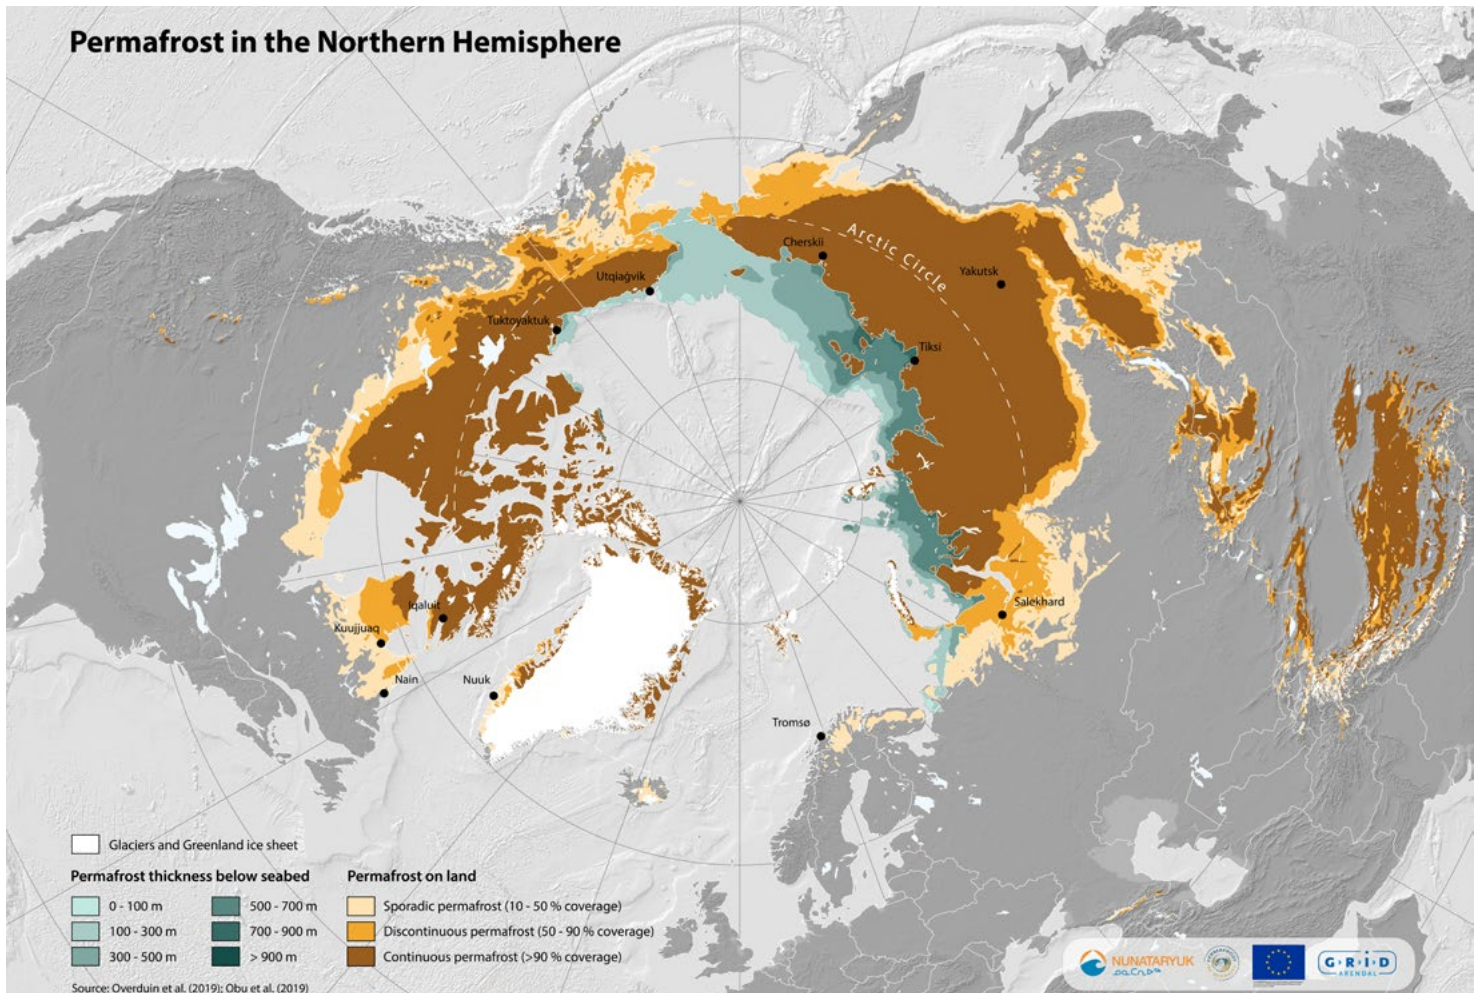 Permafrost in the Northern Hemisphere
Arctic Circle
Cherskii
Yakutsk
Utqiaġvik
Tuktoyaktuk
Tiksi
Iqaluit
Kuujjuaq
Salekhard
Nain
Nuuk
Tromsø
Glaciers and Greenland ice sheet
Permafrost thickness below seabed
0 - 100 m
100 - 300 m
300 - 500 m
500 - 700 m
700 - 900 m
> 900 m
Permafrost on land
Sporadic permafrost (10 - 50 % coverage)
Discontinuous permafrost (50 - 90 % coverage)
Continuous permafrost (>90 % coverage)
Source: Overduin et al. (2019); Obu et al. (2019)
NUNATARYUK
GRID
ARENDAL